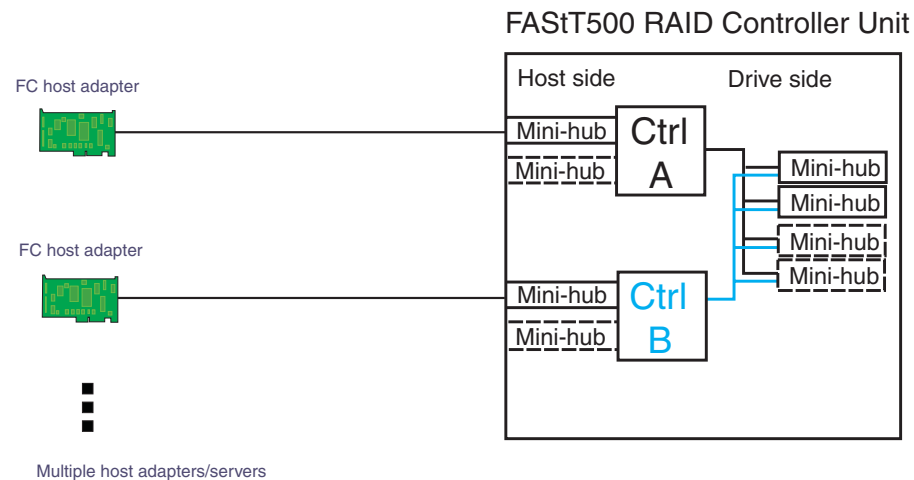 FAStT500 RAID Controller Unit
Host side
Drive side
FC host adapter
Mini-hub
Ctrl
A
Mini-hub
Mini-hub
Mini-hub
Mini-hub
Mini-hub
FC host adapter
Mini-hub
Ctrl
B
Mini-hub
Multiple host adapters/servers